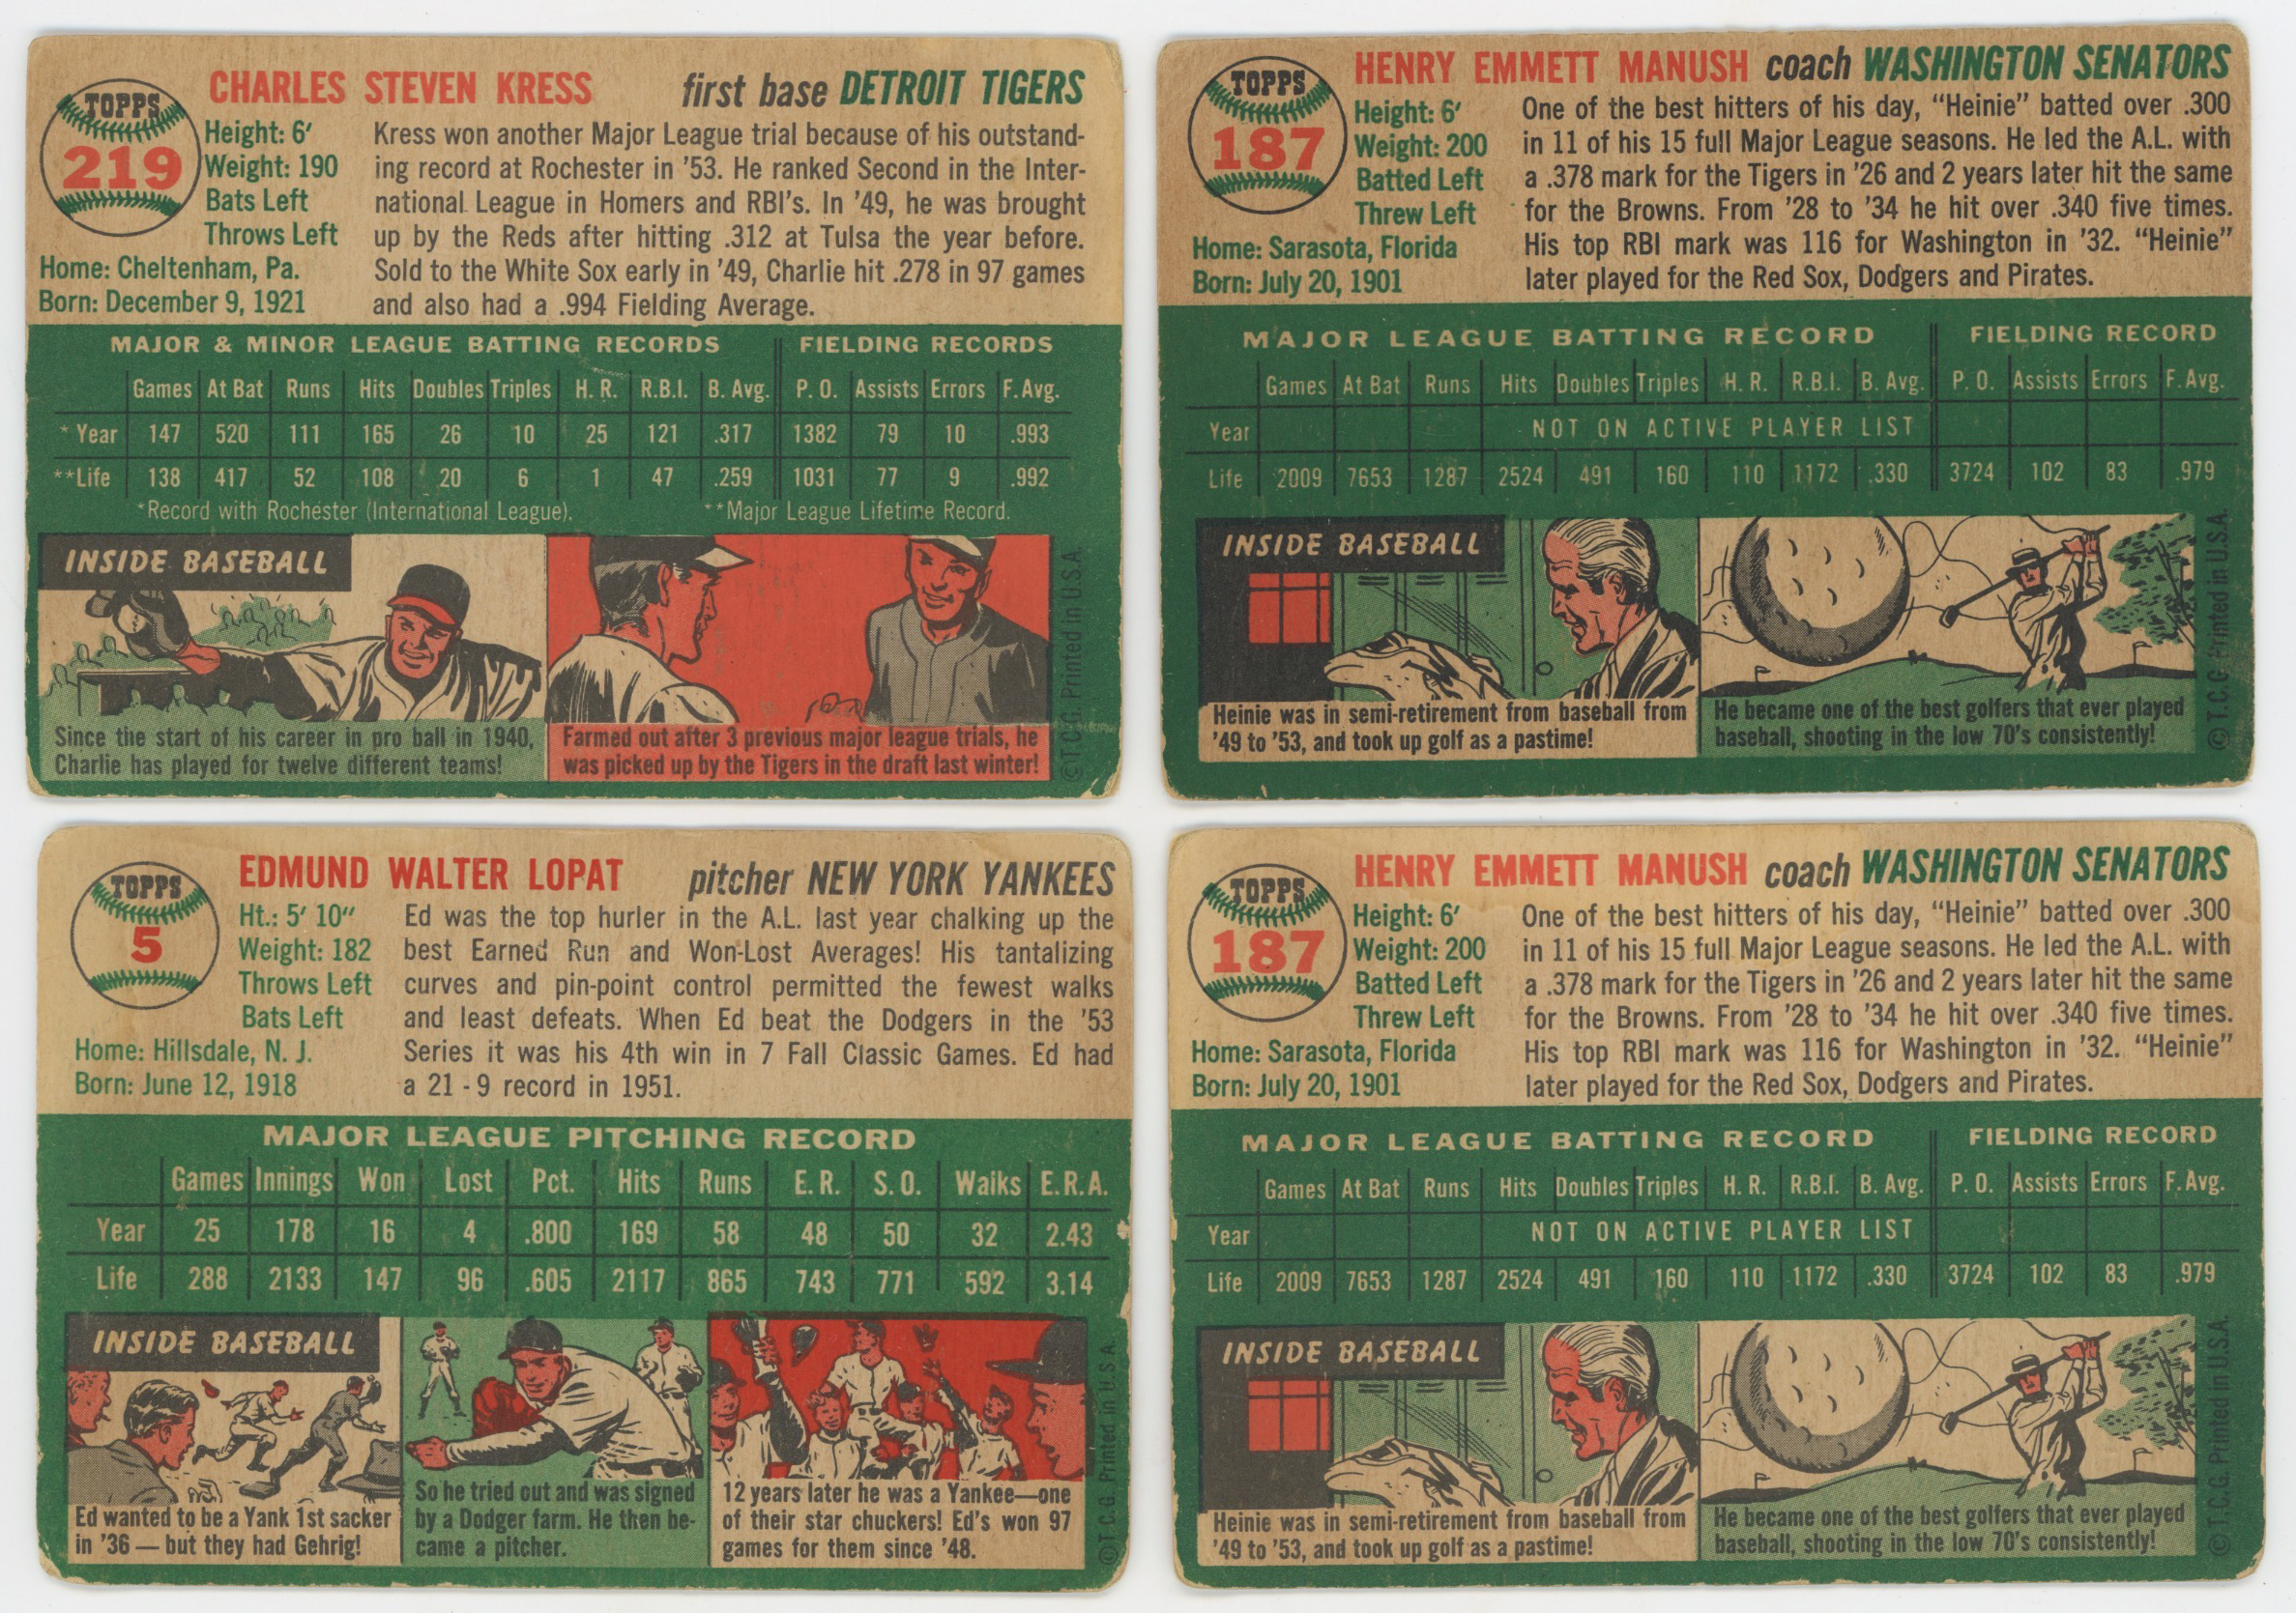 CHARLES STEVEN KRESS first base DETROIT TIGERS
TOPPS
219
Height: 6′
Weight: 190
Bats Left
Throws Left
Home: Cheltenham, Pa.
Born: December 9, 1921
Kress won another Major League trial because of his outstand-
ing record at Rochester in ’53. He ranked Second in the Inter-
national League in Homers and RBI’s. In ’49, he was brought
up by the Reds after hitting .312 at Tulsa the year before.
Sold to the White Sox early in ’49, Charlie hit .278 in 97 games
and also had a .994 Fielding Average.
MAJOR & MINOR LEAGUE BATTING RECORDS FIELDING RECORDS
Games At Bat Runs Hits Doubles Triples H. R. R.B.I. B. Avg. P. O. Assists Errors F. Avg.
*Year 147 520 111 165 26 10 25 121 .317 1382 79 10 .993
**Life 138 417 52 108 20 6 1 47 .259 1031 77 9 .992
*Record with Rochester (International League). **Major League Lifetime Record.
INSIDE BASEBALL
Since the start of his career in pro ball in 1940,
Charlie has played for twelve different teams!
Farmed out after 3 previous major league trials, he
was picked up by the Tigers in the draft last winter!
©T.C.G. Printed in U.S.A.
HENRY EMMETT MANUSH coach WASHINGTON SENATORS
TOPPS
187
Height: 6′
Weight: 200
Batted Left
Threw Left
Home: Sarasota, Florida
Born: July 20, 1901
One of the best hitters of his day, “Heinie” batted over .300
in 11 of his 15 full Major League seasons. He led the A.L. with
a .378 mark for the Tigers in ’26 and 2 years later hit the same
for the Browns. From ’28 to ’34 he hit over .340 five times.
His top RBI mark was 116 for Washington in ’32. “Heinie”
later played for the Red Sox, Dodgers and Pirates.
MAJOR LEAGUE BATTING RECORD FIELDING RECORD
Games At Bat Runs Hits Doubles Triples H. R. R.B.I. B. Avg. P. O. Assists Errors F. Avg.
Year NOT ON ACTIVE PLAYER LIST
Life 2009 7653 1287 2524 491 160 110 1172 .330 3724 102 83 .979
INSIDE BASEBALL
Heinie was in semi-retirement from baseball from
’49 to ’53, and took up golf as a pastime!
He became one of the best golfers that ever played
baseball, shooting in the low 70’s consistently!
©T.C.G. Printed in U.S.A.
EDMUND WALTER LOPAT pitcher NEW YORK YANKEES
TOPPS
5
Ht.: 5′ 10″
Weight: 182
Throws Left
Bats Left
Home: Hillsdale, N. J.
Born: June 12, 1918
Ed was the top hurler in the A.L. last year chalking up the
best Earned Run and Won-Lost Averages! His tantalizing
curves and pin-point control permitted the fewest walks
and least defeats. When Ed beat the Dodgers in the ’53
Series it was his 4th win in 7 Fall Classic Games. Ed had
a 21 - 9 record in 1951.
MAJOR LEAGUE PITCHING RECORD
Games Innings Won Lost Pct. Hits Runs E. R. S. O. Walks E.R.A.
Year 25 178 16 4 .800 169 58 48 50 32 2.43
Life 288 2133 147 96 .605 2117 865 743 771 592 3.14
INSIDE BASEBALL
Ed wanted to be a Yank 1st sacker
in ’36 — but they had Gehrig!
So he tried out and was signed
by a Dodger farm. He then be-
came a pitcher.
12 years later he was a Yankee—one
of their star chuckers! Ed’s won 97
games for them since ’48.
©T.C.G. Printed in U.S.A.
HENRY EMMETT MANUSH coach WASHINGTON SENATORS
TOPPS
187
Height: 6′
Weight: 200
Batted Left
Threw Left
Home: Sarasota, Florida
Born: July 20, 1901
One of the best hitters of his day, “Heinie” batted over .300
in 11 of his 15 full Major League seasons. He led the A.L. with
a .378 mark for the Tigers in ’26 and 2 years later hit the same
for the Browns. From ’28 to ’34 he hit over .340 five times.
His top RBI mark was 116 for Washington in ’32. “Heinie”
later played for the Red Sox, Dodgers and Pirates.
MAJOR LEAGUE BATTING RECORD FIELDING RECORD
Games At Bat Runs Hits Doubles Triples H. R. R.B.I. B. Avg. P. O. Assists Errors F. Avg.
Year NOT ON ACTIVE PLAYER LIST
Life 2009 7653 1287 2524 491 160 110 1172 .330 3724 102 83 .979
INSIDE BASEBALL
Heinie was in semi-retirement from baseball from
’49 to ’53, and took up golf as a pastime!
He became one of the best golfers that ever played
baseball, shooting in the low 70’s consistently!
©T.C.G. Printed in U.S.A.